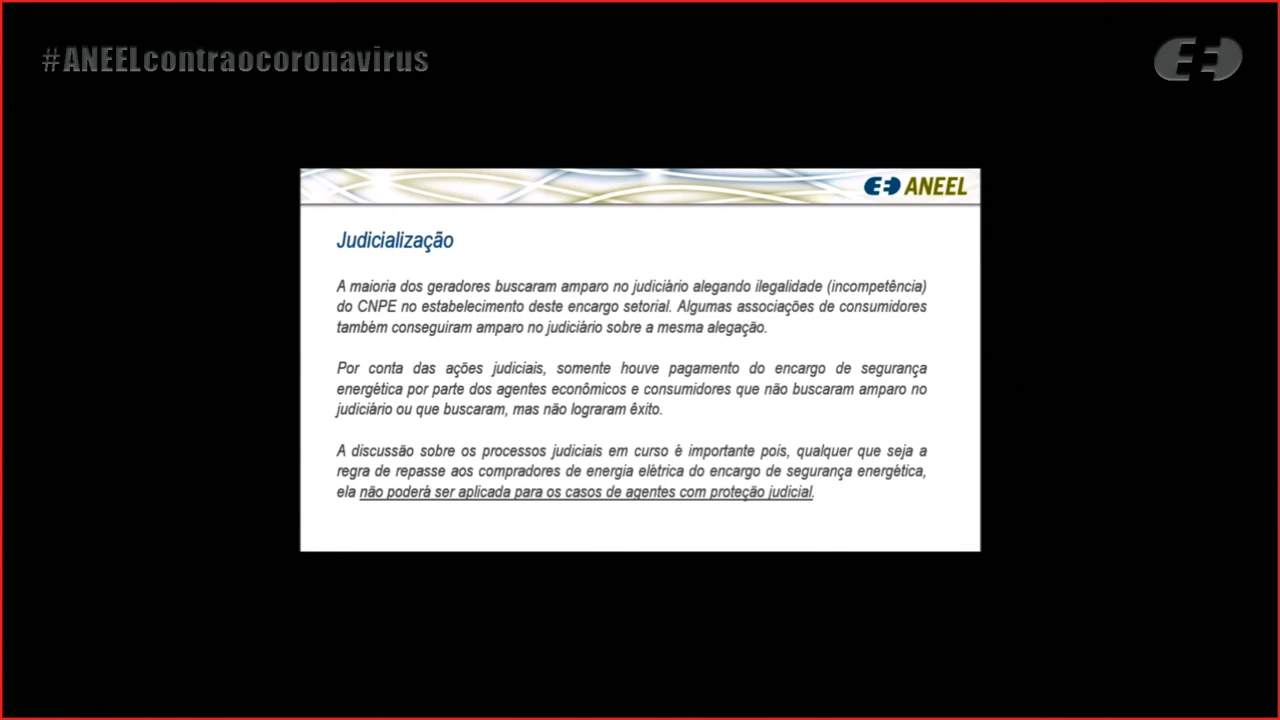 #ANEELcontraocoronavirus
ANEEL
Judicialização
A maioria dos geradores buscaram amparo no judiciário alegando ilegalidade (incompetência)
do CNPE no estabelecimento deste encargo setorial. Algumas associações de consumidores
também conseguiram amparo no judiciário sobre a mesma alegação.
Por conta das ações judiciais, somente houve pagamento do encargo de segurança
energética por parte dos agentes econômicos e consumidores que não buscaram amparo no
judiciário ou que buscaram, mas não lograram êxito.
A discussão sobre os processos judiciais em curso é importante pois, qualquer que seja a
regra de repasse aos compradores de energia elétrica do encargo de segurança energética,
ela não poderá ser aplicada para os casos de agentes com proteção judicial.